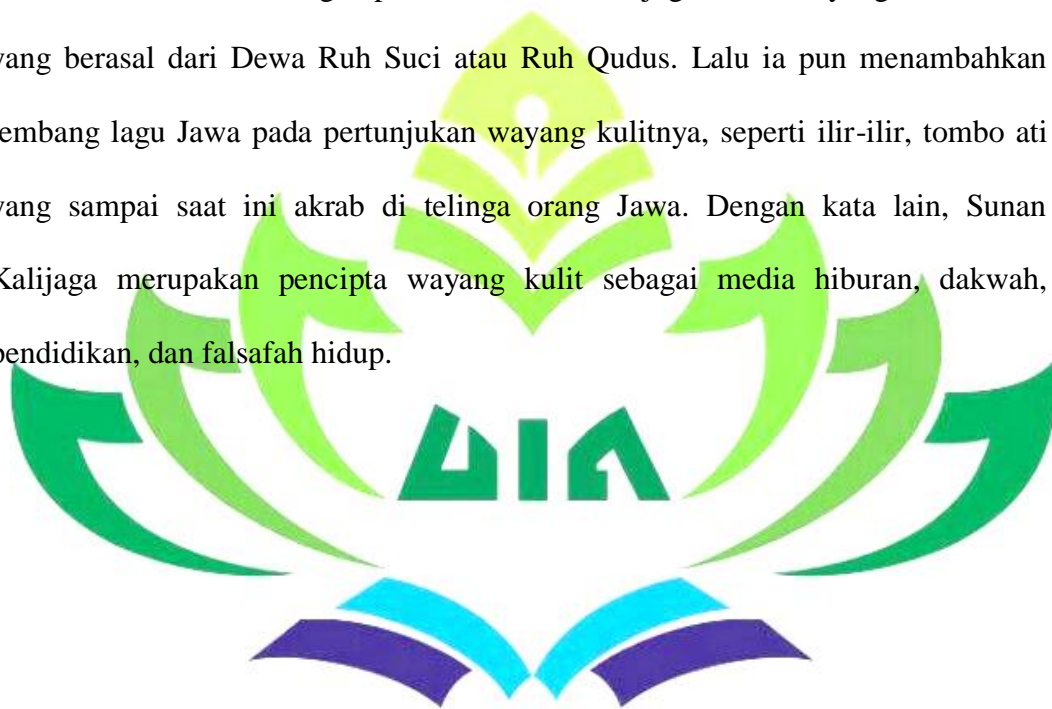 yang berasal dari Dewa Ruh Suci atau Ruh Qudus. Lalu ia pun menambahkan
tembang lagu Jawa pada pertunjukan wayang kulitnya, seperti ilir-ilir, tombo ati
yang sampai saat ini akrab di telinga orang Jawa. Dengan kata lain, Sunan
Kalijaga merupakan pencipta wayang kulit sebagai media hiburan, dakwah,
pendidikan, dan falsafah hidup.
UIN